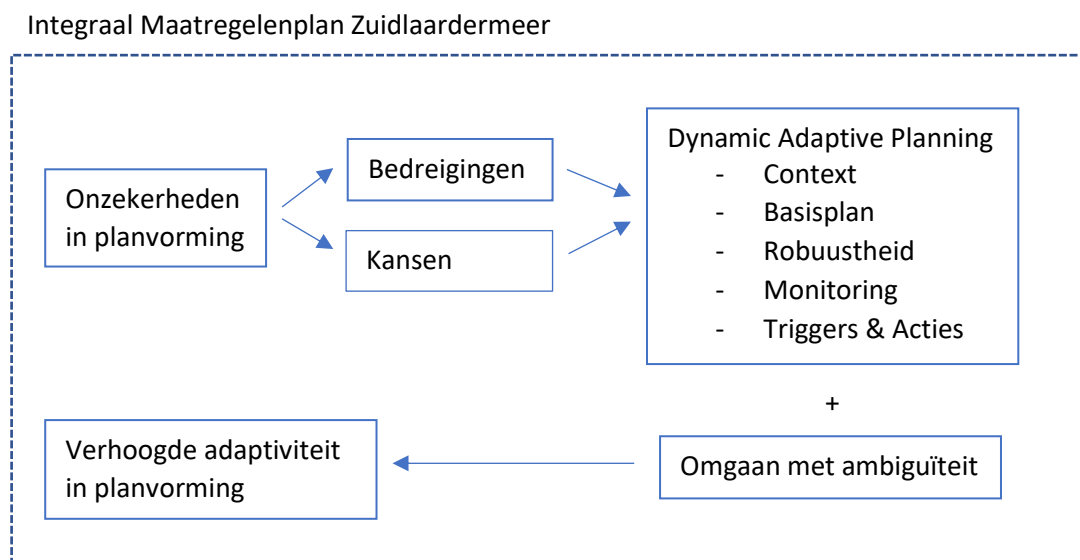 Integraal Maatregelenplan Zuidlaardermeer
Onzekerheden
in planvorming
Bedreigingen
Kansen
Dynamic Adaptive Planning
- Context
- Basisplan
- Robuustheid
- Monitoring
- Triggers & Acties
+
Omgaan met ambiguïteit
Verhoogde adaptiviteit
in planvorming